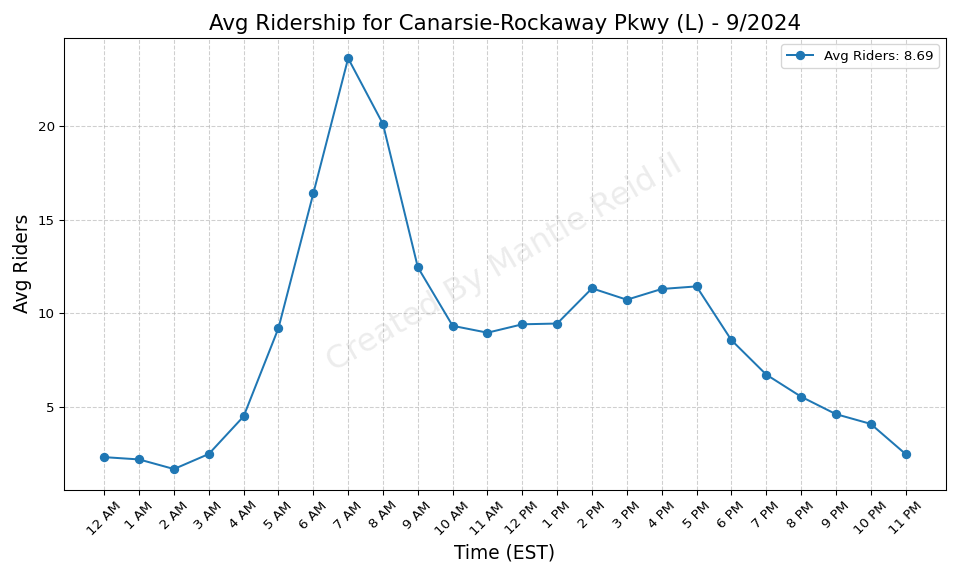 Avg Ridership for Canarsie-Rockaway Pkwy (L) - 9/2024
Avg Riders: 8.69
Avg Riders
20
15
10
5
Created By Mantle Reid II
12 AM
1 AM
2 AM
3 AM
4 AM
5 AM
6 AM
7 AM
8 AM
9 AM
10 AM
11 AM
12 PM
1 PM
2 PM
3 PM
4 PM
5 PM
6 PM
7 PM
8 PM
9 PM
10 PM
11 PM
Time (EST)